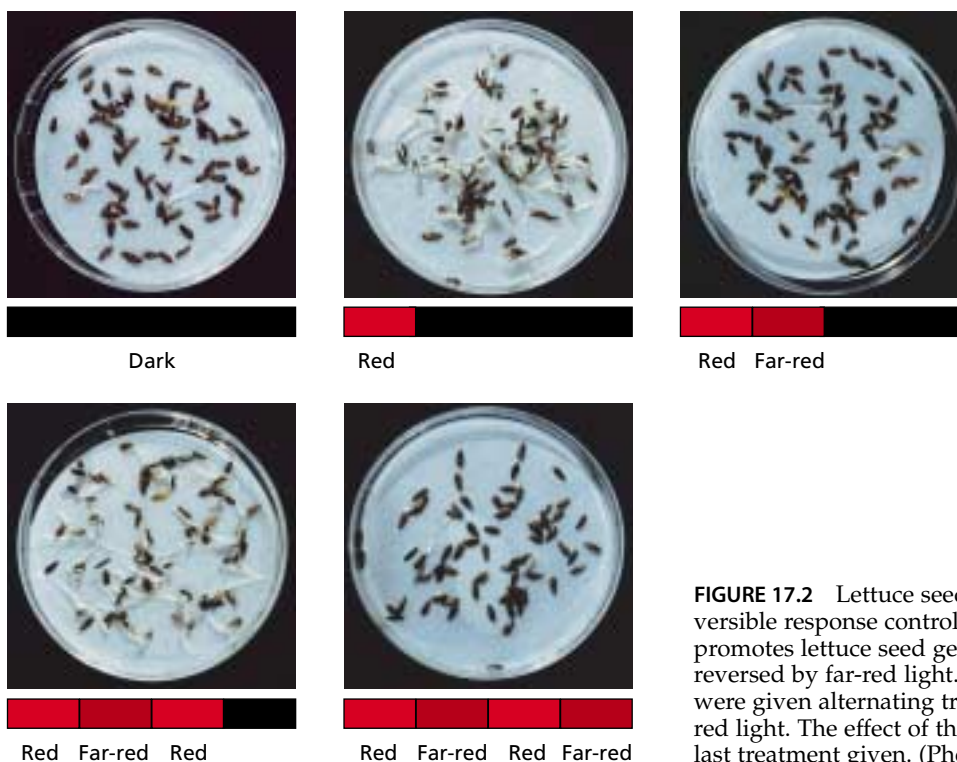 Dark
Red
Red Far-red
Red Far-red Red
Red Far-red Red Far-red
FIGURE 17.2 Lettuce seed
versible response control
promotes lettuce seed ge
reversed by far-red light.
were given alternating tr
red light. The effect of th
last treatment given. (Pho